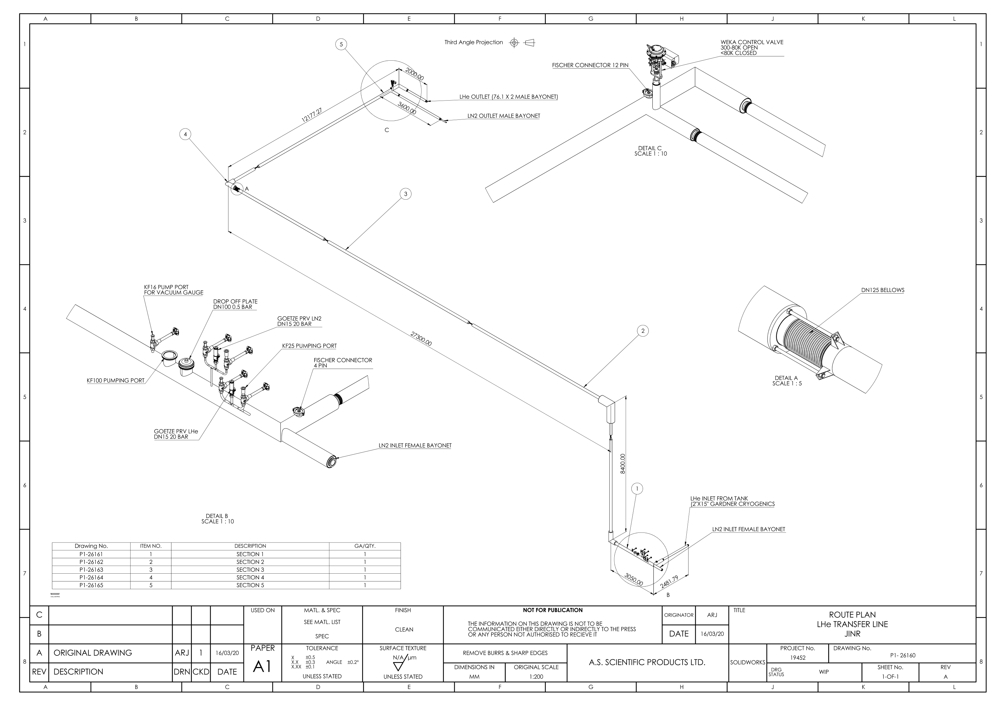 A B C D E F G H J K L
1
1
2
2
3
3
4
4
5
5
6
6
7
7
8
8
Third Angle Projection
5
2000.00
12177.27
3600.00
LHe OUTLET (76.1 X 2 MALE BAYONET)
LN2 OUTLET MALE BAYONET
C
4
A
3
2
27300.00
8400.00
1
LHe INLET FROM TANK
(2"X15" GARDNER CRYOGENICS
LN2 INLET FEMALE BAYONET
3050.00
2481.79
B
WEKA CONTROL VALVE
300-80K OPEN
<80K CLOSED
FISCHER CONNECTOR 12 PIN
DETAIL C
SCALE 1 : 10
DN125 BELLOWS
DETAIL A
SCALE 1 : 5
KF16 PUMP PORT
FOR VACUUM GAUGE
DROP OFF PLATE
DN100 0.5 BAR
GOETZE PRV LN2
DN15 20 BAR
KF25 PUMPING PORT
FISCHER CONNECTOR
4 PIN
KF100 PUMPING PORT
GOETZE PRV LHe
DN15 20 BAR
LN2 INLET FEMALE BAYONET
DETAIL B
SCALE 1 : 10
Drawing No. ITEM NO. DESCRIPTION GA/QTY.
P1-26161 1 SECTION 1 1
P1-26162 2 SECTION 2 1
P1-26163 3 SECTION 3 1
P1-26164 4 SECTION 4 1
P1-26165 5 SECTION 5 1
C
B
A ORIGINAL DRAWING ARJ 1 16/03/20
REV DESCRIPTION DRN CKD DATE
USED ON
PAPER
A1
MATL. & SPEC
SEE MATL. LIST
SPEC
TOLERANCE
X ±0.5
X.X ±0.3 ANGLE ±0.2°
X.XX ±0.1
UNLESS STATED
FINISH
CLEAN
SURFACE TEXTURE
N/A µm
UNLESS STATED
NOT FOR PUBLICATION
THE INFORMATION ON THIS DRAWING IS NOT TO BE
COMMUNICATED EITHER DIRECTLY OR INDIRECTLY TO THE PRESS
OR ANY PERSON NOT AUTHORISED TO RECIEVE IT
REMOVE BURRS & SHARP EDGES
DIMENSIONS IN
MM
ORIGINAL SCALE
1:200
ORIGINATOR ARJ
DATE 16/03/20
A.S. SCIENTIFIC PRODUCTS LTD.
TITLE
ROUTE PLAN
LHe TRANSFER LINE
JINR
SOLIDWORKS
PROJECT No.
19452
DRAWING No.
P1- 26160
DRG
STATUS
WIP
SHEET No.
1-OF-1
REV
A
A B C D E F G H J K L